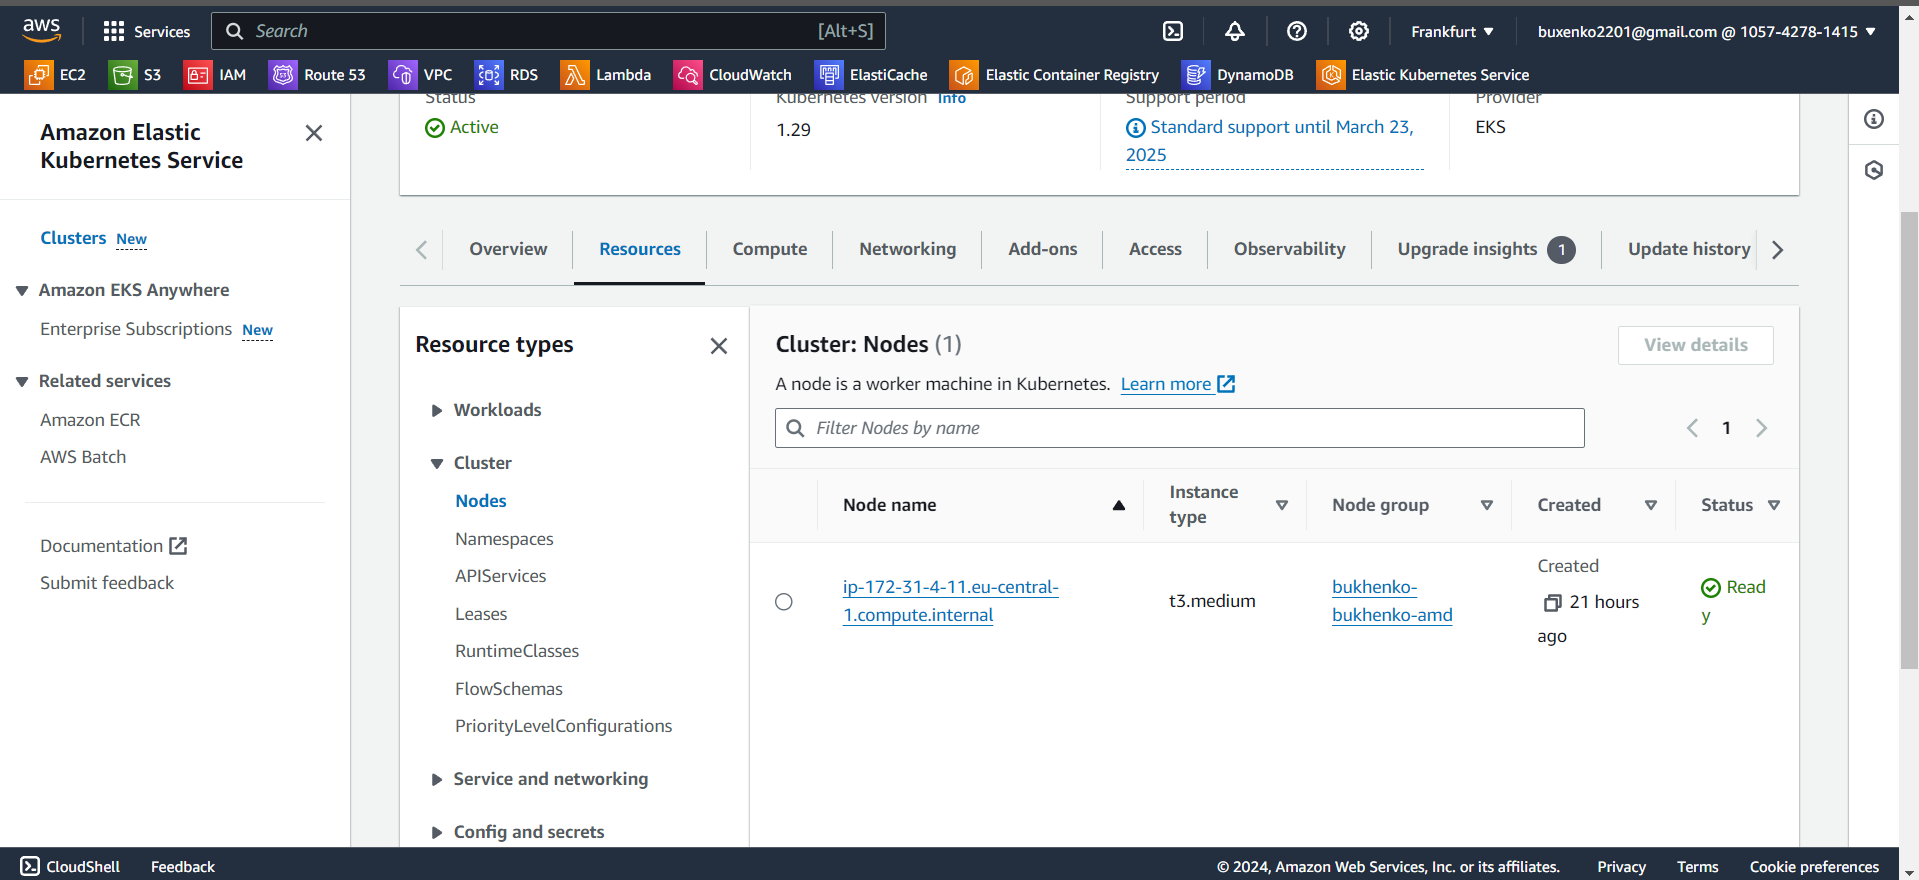 aws
Services
Search
[Alt+S]
Frankfurt
buxenko2201@gmail.com @ 1057-4278-1415
EC2
S3
IAM
Route 53
VPC
RDS
Lambda
CloudWatch
ElastiCache
Elastic Container Registry
DynamoDB
Elastic Kubernetes Service
Amazon Elastic
Kubernetes Service
Clusters New
Amazon EKS Anywhere
Enterprise Subscriptions New
Related services
Amazon ECR
AWS Batch
Documentation
Submit feedback
Status
Active
Kubernetes version Info
1.29
Support period
Standard support until March 23,
2025
Provider
EKS
Overview
Resources
Compute
Networking
Add-ons
Access
Observability
Upgrade insights 1
Update history
Resource types
Workloads
Cluster
Nodes
Namespaces
APIServices
Leases
RuntimeClasses
FlowSchemas
PriorityLevelConfigurations
Service and networking
Config and secrets
Cluster: Nodes (1)
View details
A node is a worker machine in Kubernetes. Learn more
Filter Nodes by name
1
Node name
Instance
type
Node group
Created
Status
ip-172-31-4-11.eu-central-
1.compute.internal
t3.medium
bukhenko-
bukhenko-amd
Created
21 hours
ago
Read
y
CloudShell
Feedback
© 2024, Amazon Web Services, Inc. or its affiliates.
Privacy
Terms
Cookie preferences